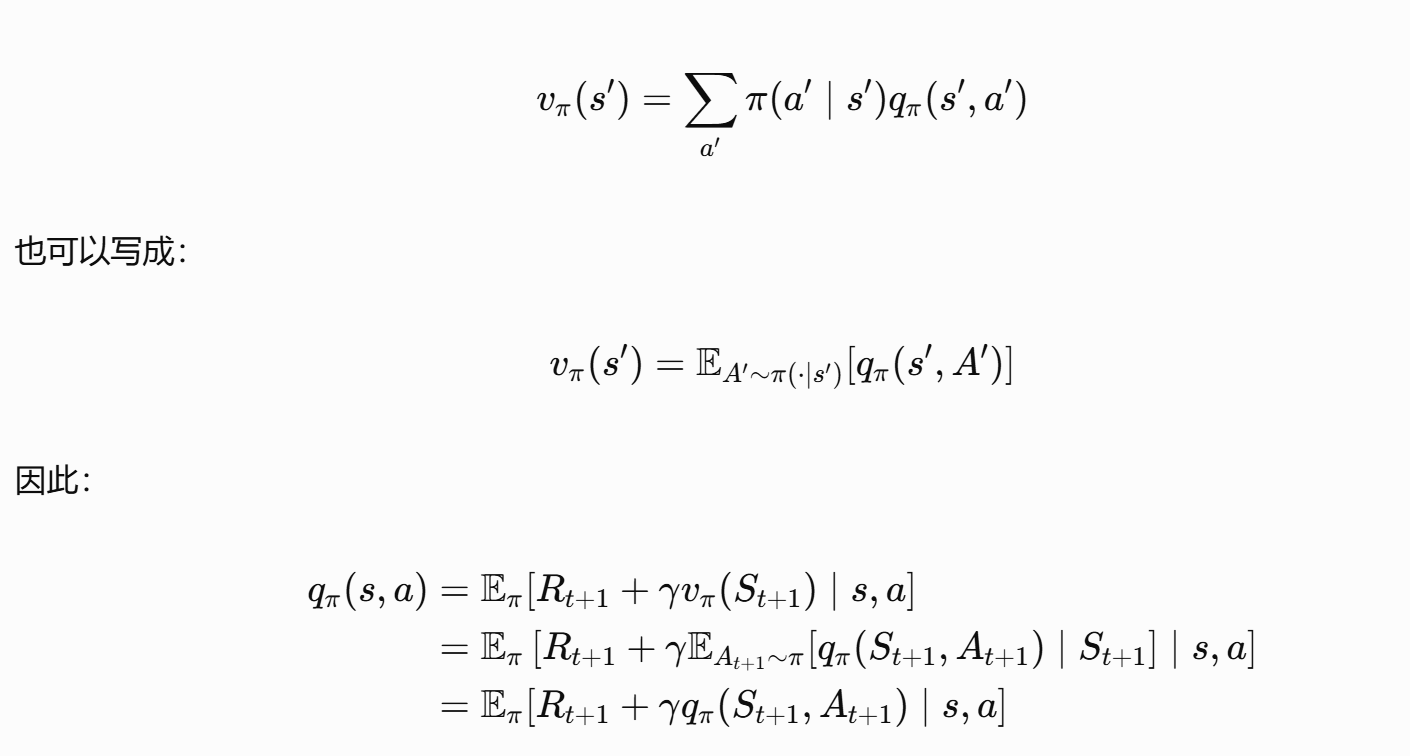 v_π(s′) = ∑_{a′} π(a′ | s′)q_π(s′, a′)
也可以写成：
v_π(s′) = 𝔼_{A′∼π(·|s′)}[q_π(s′, A′)]
因此：
q_π(s, a) = 𝔼_π[R_{t+1} + γv_π(S_{t+1}) | s, a]
= 𝔼_π [R_{t+1} + γ𝔼_{A_{t+1}∼π}[q_π(S_{t+1}, A_{t+1}) | S_{t+1}] | s, a]
= 𝔼_π[R_{t+1} + γq_π(S_{t+1}, A_{t+1}) | s, a]